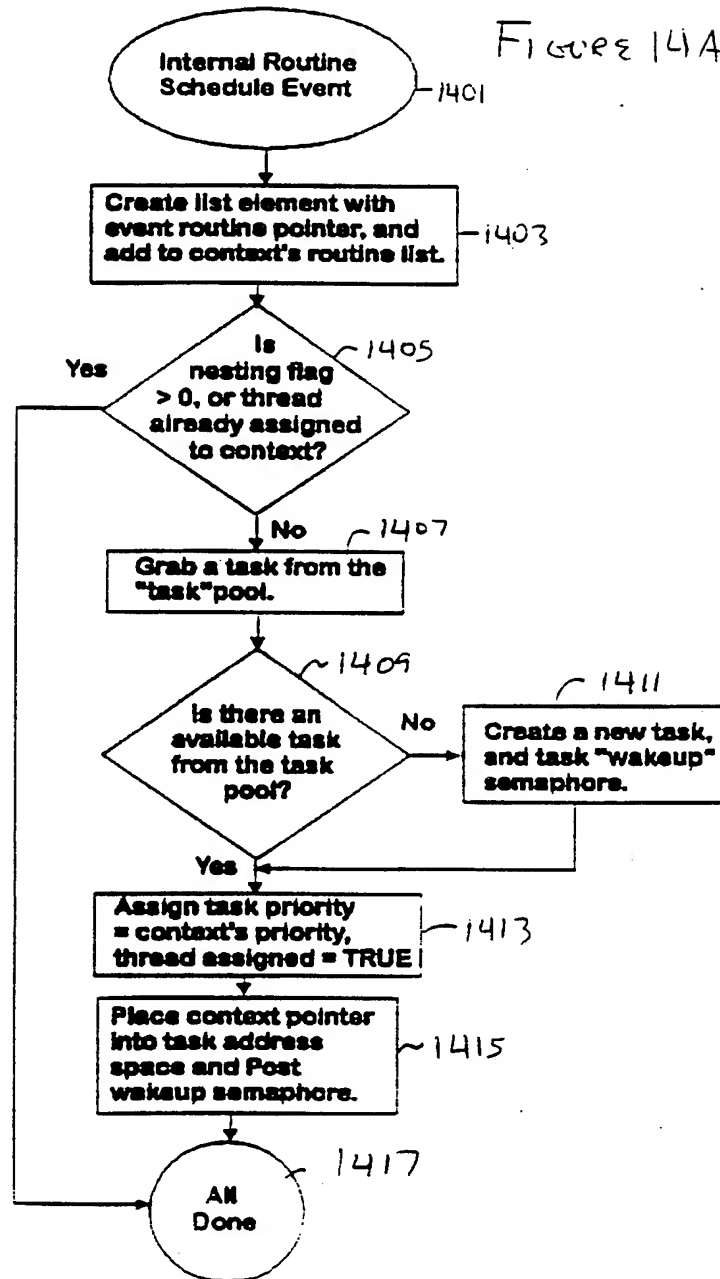 Figure 14A
Internal Routine
Schedule Event
1401
Create list element with
event routine pointer, and
add to context's routine list.
1403
Is
nesting flag
> 0, or thread
already assigned
to context?
1405
Yes
No
1407
Grab a task from the
"task"pool.
1409
Is there an
available task
from the task
pool?
No
1411
Create a new task,
and task "wakeup"
semaphore.
Yes
Assign task priority
= context's priority,
thread assigned = TRUE
1413
Place context pointer
into task address
space and Post
wakeup semaphore.
1415
1417
All
Done